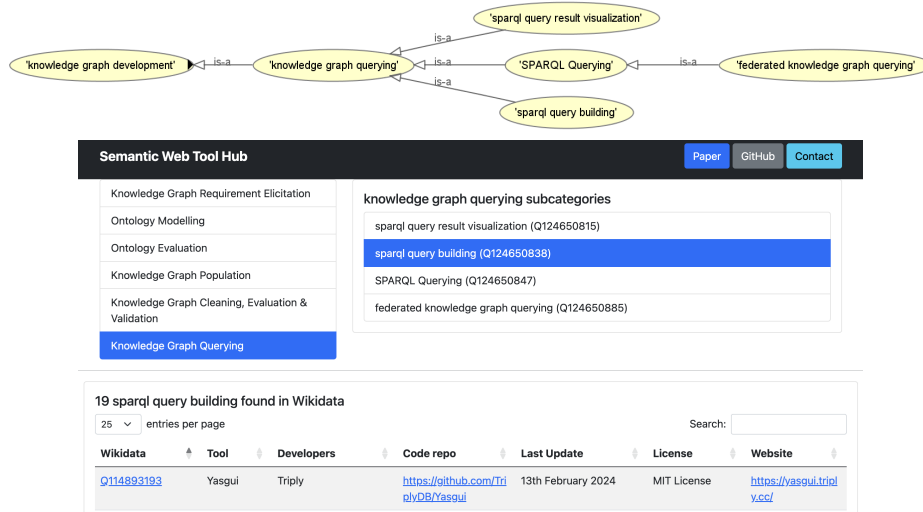 'sparql query result visualization'
is-a
'knowledge graph development'
is-a
'knowledge graph querying'
is-a
'SPARQL Querying'
is-a
'federated knowledge graph querying'
is-a
'sparql query building'
Semantic Web Tool Hub
Paper
GitHub
Contact
Knowledge Graph Requirement Elicitation
Ontology Modelling
Ontology Evaluation
Knowledge Graph Population
Knowledge Graph Cleaning, Evaluation &
Validation
Knowledge Graph Querying
knowledge graph querying subcategories
sparql query result visualization (Q124650815)
sparql query building (Q124650838)
SPARQL Querying (Q124650847)
federated knowledge graph querying (Q124650885)
19 sparql query building found in Wikidata
25 entries per page
Search:
Wikidata Tool Developers Code repo Last Update License Website
Q114893193 Yasgui Triply https://github.com/Tri 13th February 2024 MIT License https://yasgui.tripl
plyDB/Yasgui y.cc/